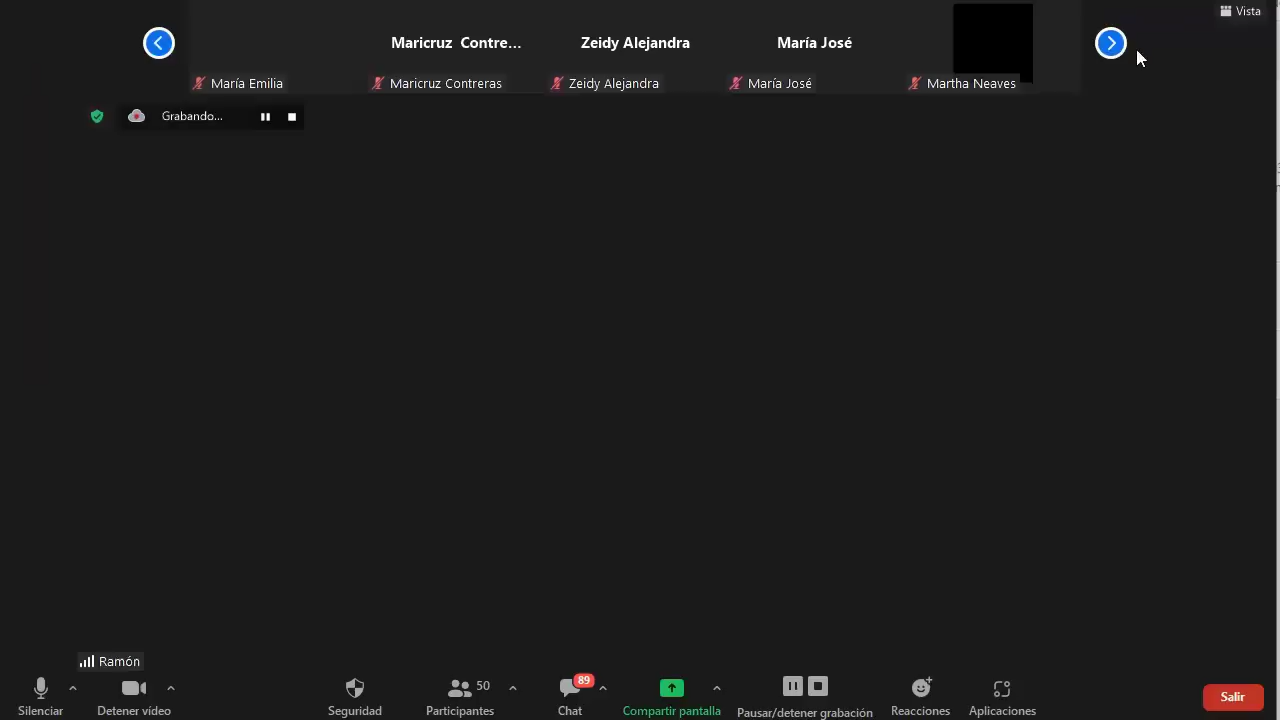 Vista
Maricruz Contre...
Zeidy Alejandra
María José
María Emilia
Maricruz Contreras
Zeidy Alejandra
María José
Martha Neaves
Grabando...
Ramón
50
89
Silenciar
Detener video
Seguridad
Participantes
Chat
Compartir pantalla
Pausar/detener grabación
Reacciones
Aplicaciones
Salir